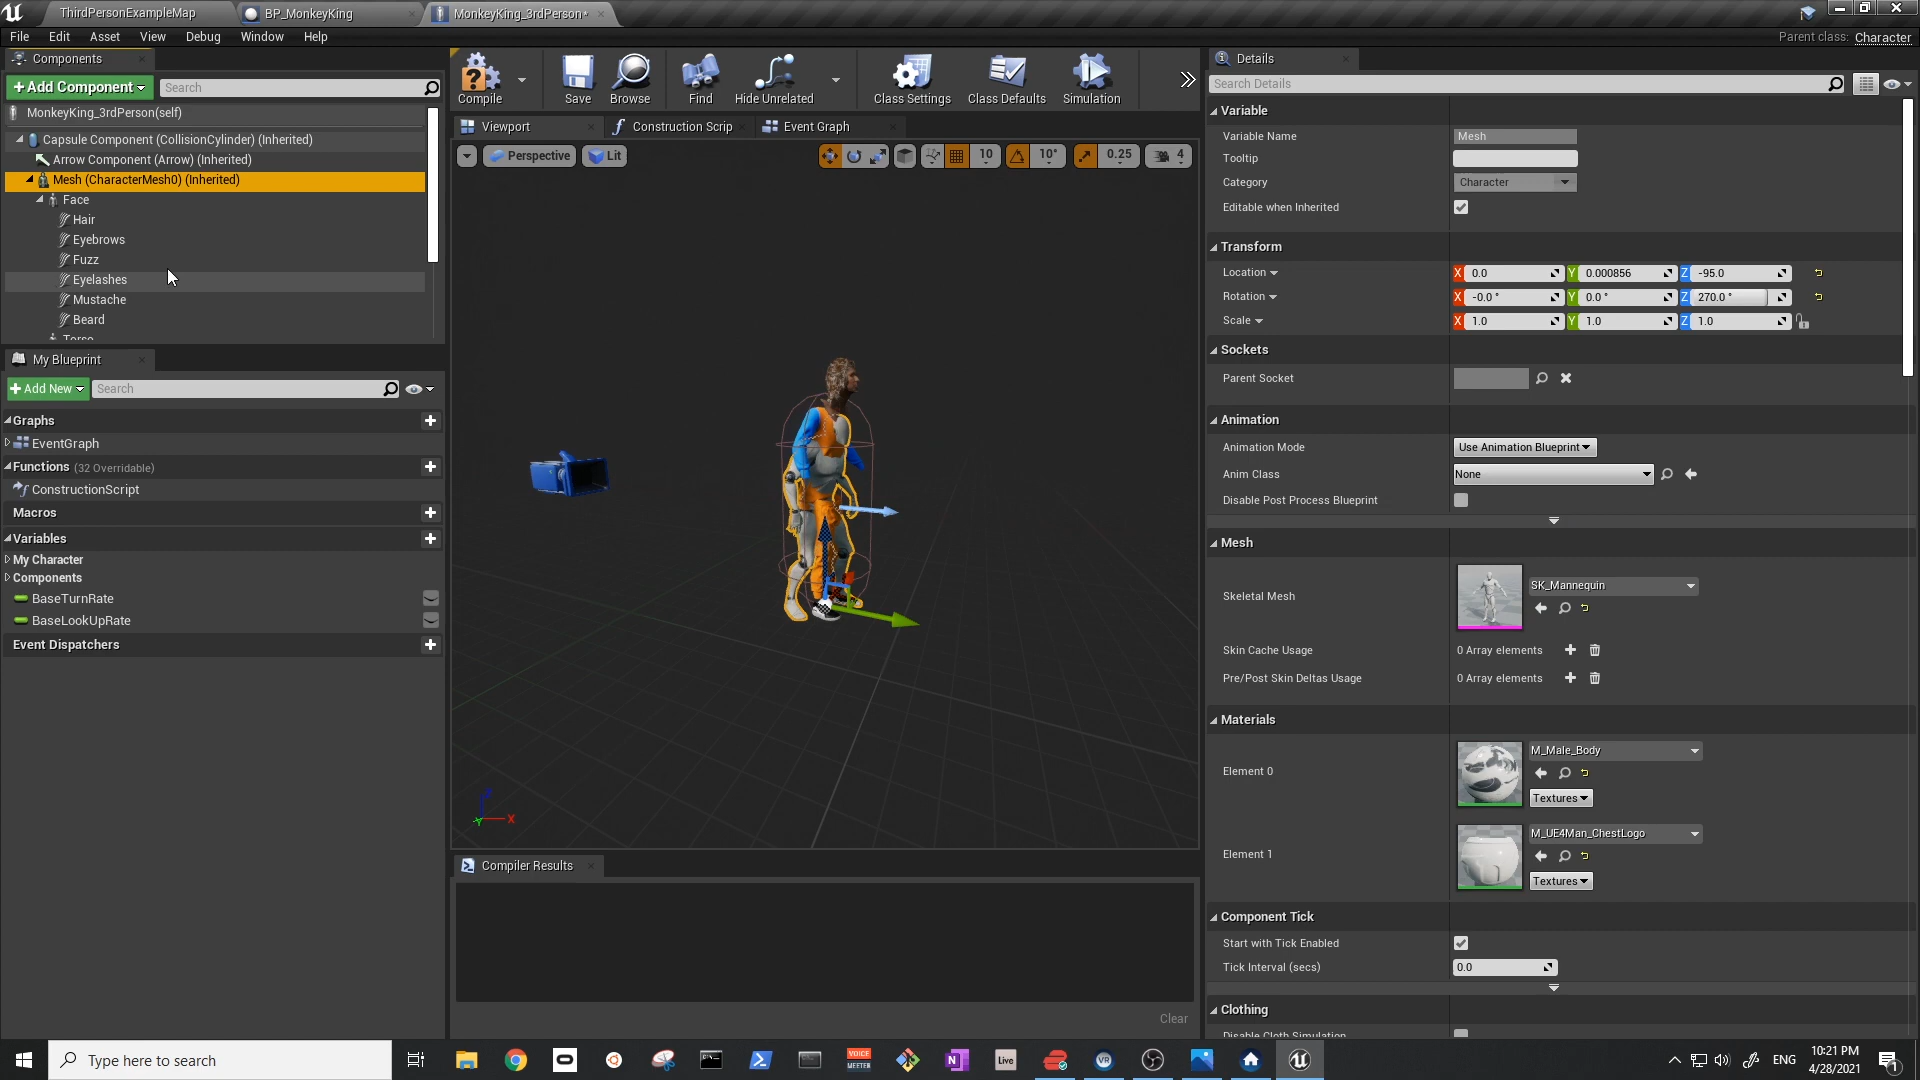 ThirdPersonExampleMap
BP_MonkeyKing
MonkeyKing_3rdPerson*
File Edit Asset View Debug Window Help
Parent class: Character
Components
+Add Component
Search
MonkeyKing_3rdPerson(self)
Capsule Component (CollisionCylinder) (Inherited)
Arrow Component (Arrow) (Inherited)
Mesh (CharacterMesh0) (Inherited)
Face
Hair
Eyebrows
Fuzz
Eyelashes
Mustache
Beard
Torso
My Blueprint
+Add New
Search
Graphs
EventGraph
Functions (32 Overridable)
ConstructionScript
Macros
Variables
My Character
Components
BaseTurnRate
BaseLookUpRate
Event Dispatchers
Compile
Save
Browse
Find
Hide Unrelated
Class Settings
Class Defaults
Simulation
Viewport
Construction Scrip
Event Graph
Perspective
Lit
10
10°
0.25
4
Z
X
Y
Compiler Results
Clear
Details
Search Details
Variable
Variable Name Mesh
Tooltip
Category Character
Editable when Inherited
Transform
Location X 0.0 Y 0.000856 Z -95.0
Rotation X -0.0 ° Y 0.0 ° Z 270.0 °
Scale X 1.0 Y 1.0 Z 1.0
Sockets
Parent Socket
Animation
Animation Mode Use Animation Blueprint
Anim Class None
Disable Post Process Blueprint
Mesh
Skeletal Mesh SK_Mannequin
Skin Cache Usage 0 Array elements
Pre/Post Skin Deltas Usage 0 Array elements
Materials
Element 0 M_Male_Body
Textures
Element 1 M_UE4Man_ChestLogo
Textures
Component Tick
Start with Tick Enabled
Tick Interval (secs) 0.0
Clothing
Disable Cloth Simulation
Type here to search
VOICE
MEETER
Live
VR
ENG
10:21 PM
4/28/2021
1